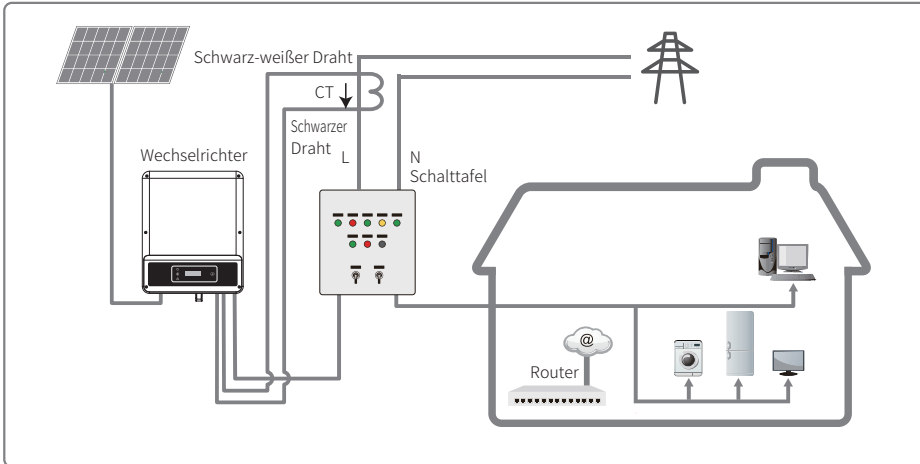 Schwarz-weißer Draht
CT
Schwarzer
Draht
L
N
Schalttafel
Wechselrichter
@
Router